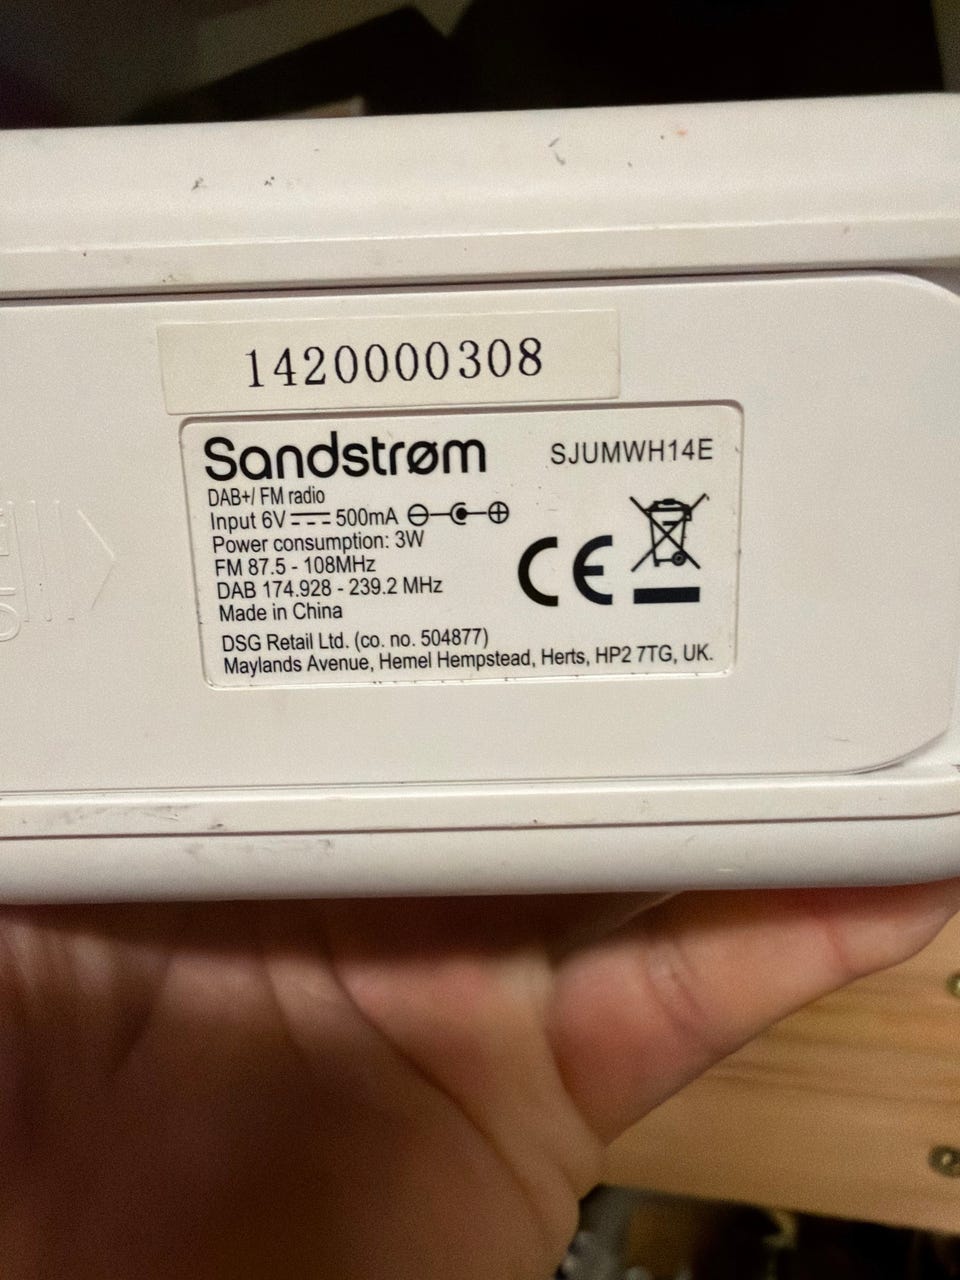 1420000308
Sandstrøm SJUMWH14E
DAB+/ FM radio
Input 6V⎓500mA ⊖-●-⊕
Power consumption: 3W
FM 87.5 - 108MHz
DAB 174.928 - 239.2 MHz
Made in China
CE
DSG Retail Ltd. (co. no. 504877)
Maylands Avenue, Hemel Hempstead, Herts, HP2 7TG, UK.